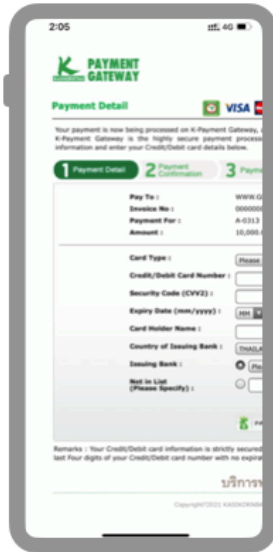 2:05
4G
PAYMENT
GATEWAY
Payment Detail
VISA
Your payment is now being processed on K-Payment Gateway,
K-Payment Gateway is the highly secure payment
information and enter your Credit/Debit card details below.
1 Payment Detail 2 Payment Confirmation 3
Pay To : WWW.G
Invoice No :
Payment For : A-0313
Amount : 10,000.
Card Type : Please
Credit/Debit Card Number :
Security Code (CVV2) :
Expiry Date (mm/yyyy) : MM
Card Holder Name :
Country of Issuing Bank : THAILA
Issuing Bank :
Not in List
(Please Specify) :
Remarks : Your Credit/Debit card information is strictly secured
last Four digits of your Credit/Debit card number with no
บริการ